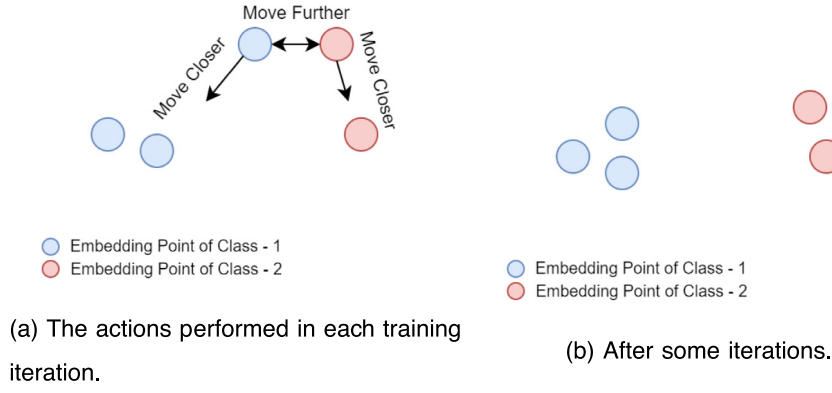 Move Further
Move Closer
Move Closer
Embedding Point of Class - 1
Embedding Point of Class - 2
(a) The actions performed in each training
iteration.
Embedding Point of Class - 1
Embedding Point of Class - 2
(b) After some iterations.